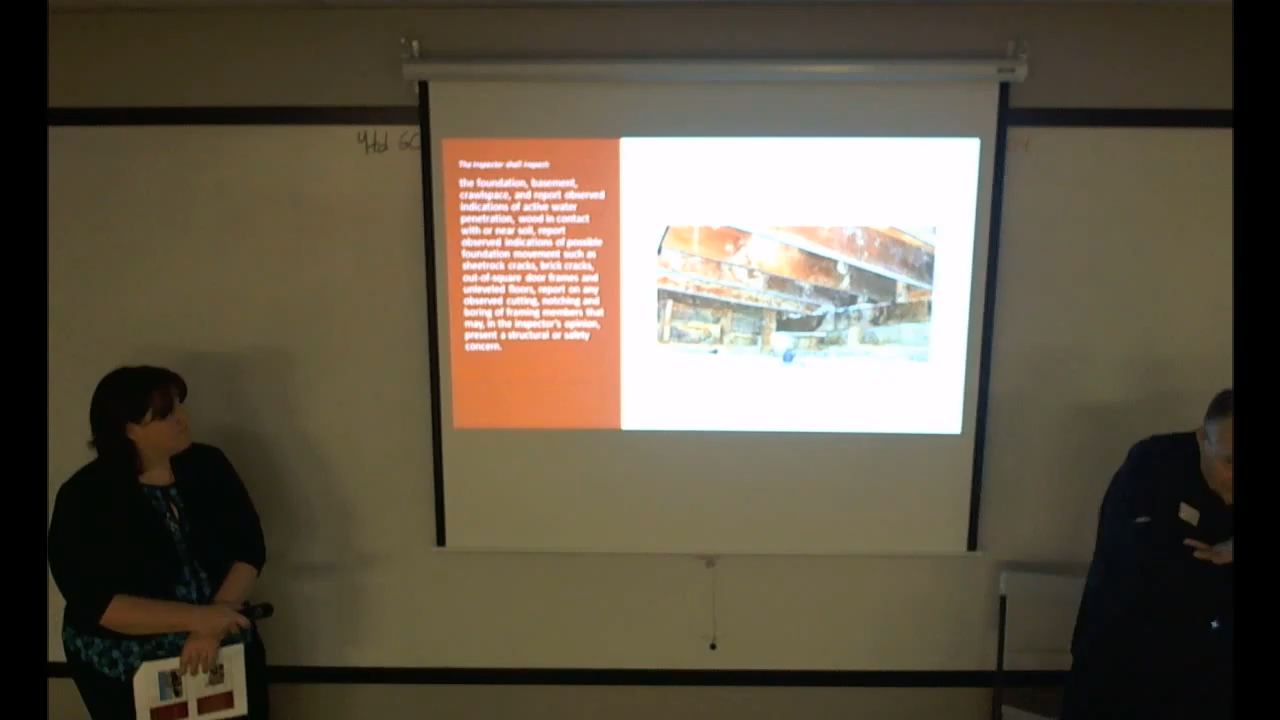 Ytd GC
The inspector shall inspect:
the foundation, basement,
crawlspace, and report observed
indications of active water
penetration, wood in contact
with or near soil, report
observed indications of possible
foundation movement such as
sheetrock cracks, brick cracks,
out-of-square door frames and
unleveled floors, report on any
observed cutting, notching and
boring of framing members that
may, in the inspector's opinion,
present a structural or safety
concern.